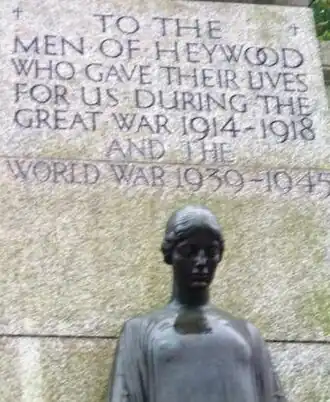 TO THE
MEN OF HEYWOOD
WHO GAVE THEIR LIVES
FOR US DURING THE
GREAT WAR 1914-1918
AND THE
WORLD WAR 1939-1945